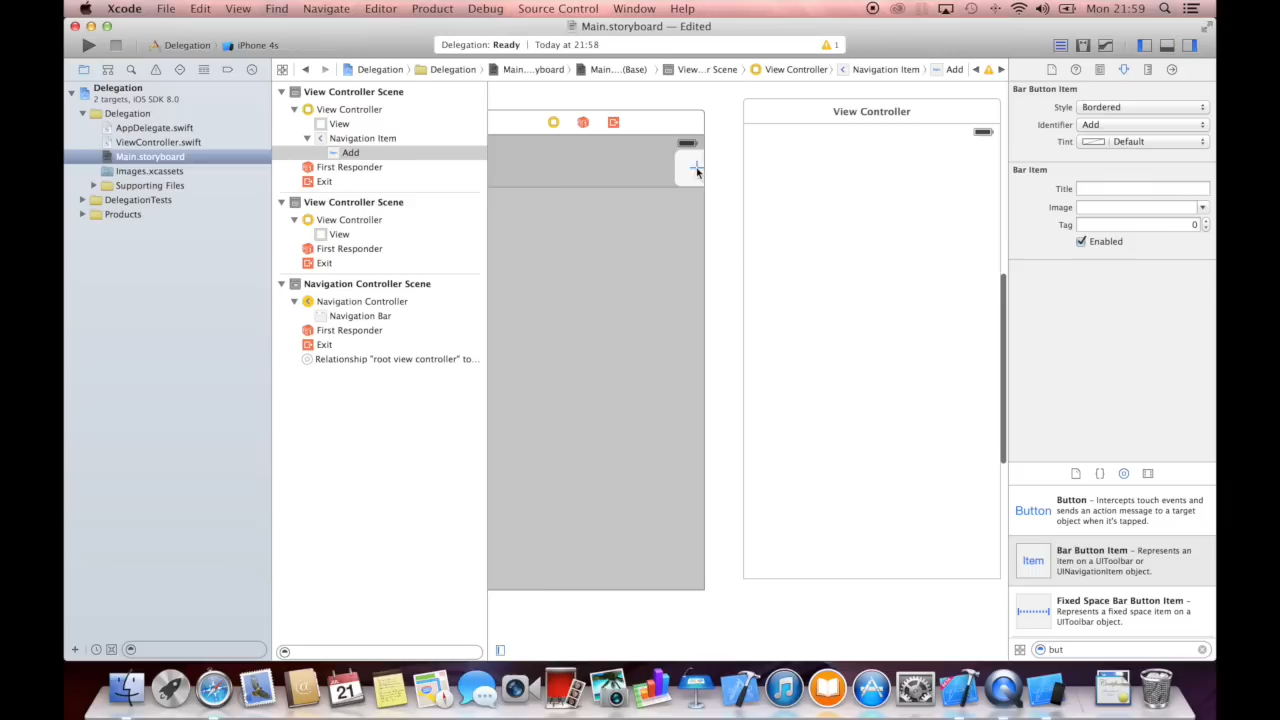 Xcode File Edit View Find Navigate Editor Product Debug Source Control Window Help Mon 21:59
Main.storyboard — Edited
Delegation iPhone 4s Delegation: Ready Today at 21:58 1
Delegation Delegation Main....yboard Main....(Base) View...r Scene View Controller Navigation Item Add
Delegation
2 targets, iOS SDK 8.0
Delegation
AppDelegate.swift
ViewController.swift
Main.storyboard
Images.xcassets
Supporting Files
DelegationTests
Products
View Controller Scene
View Controller
View
Navigation Item
Add
First Responder
Exit
View Controller Scene
View Controller
View
First Responder
Exit
Navigation Controller Scene
Navigation Controller
Navigation Bar
First Responder
Exit
Relationship "root view controller" to...
View Controller
Bar Button Item
Style Bordered
Identifier Add
Tint Default
Bar Item
Title
Image
Tag 0
Enabled
Button
Button – Intercepts touch events and
sends an action message to a target
object when it's tapped.
Item
Bar Button Item – Represents an
item on a UIToolbar or
UINavigationItem object.
Fixed Space Bar Button Item –
Represents a fixed space item on a
UIToolbar object.
but
21